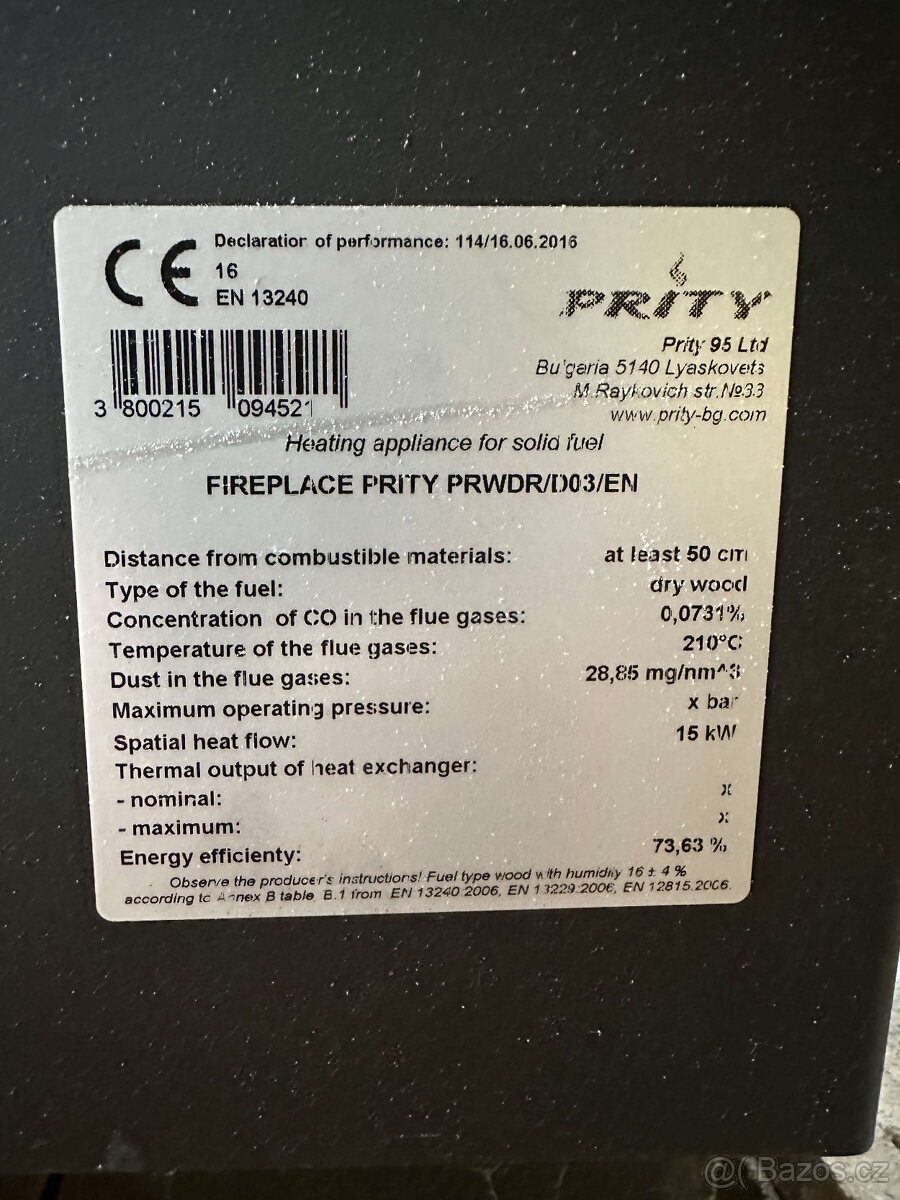 CE
Declaration of performance: 114/16.06.2016
16
EN 13240
PRITY
Prity 95 Ltd
Bulgaria 5140 Lyaskovets
M.Raykovich str.№33
www.prity-bg.com
3 800215 094521
Heating appliance for solid fuel
FIREPLACE PRITY PRWDR/D03/EN
Distance from combustible materials: at least 50 cm
Type of the fuel: dry wood
Concentration of CO in the flue gases: 0,0731%
Temperature of the flue gases: 210°C
Dust in the flue gases: 28,85 mg/nm^3
Maximum operating pressure: x bar
Spatial heat flow: 15 kW
Thermal output of heat exchanger:
- nominal: x
- maximum: x
Energy efficienty: 73,63 %
Observe the producer's instructions! Fuel type wood with humidity 16 ± 4 %
according to Annex B table B.1 from EN 13240:2006, EN 13229:2006, EN 12815:2006.
@(- Bazos.cz